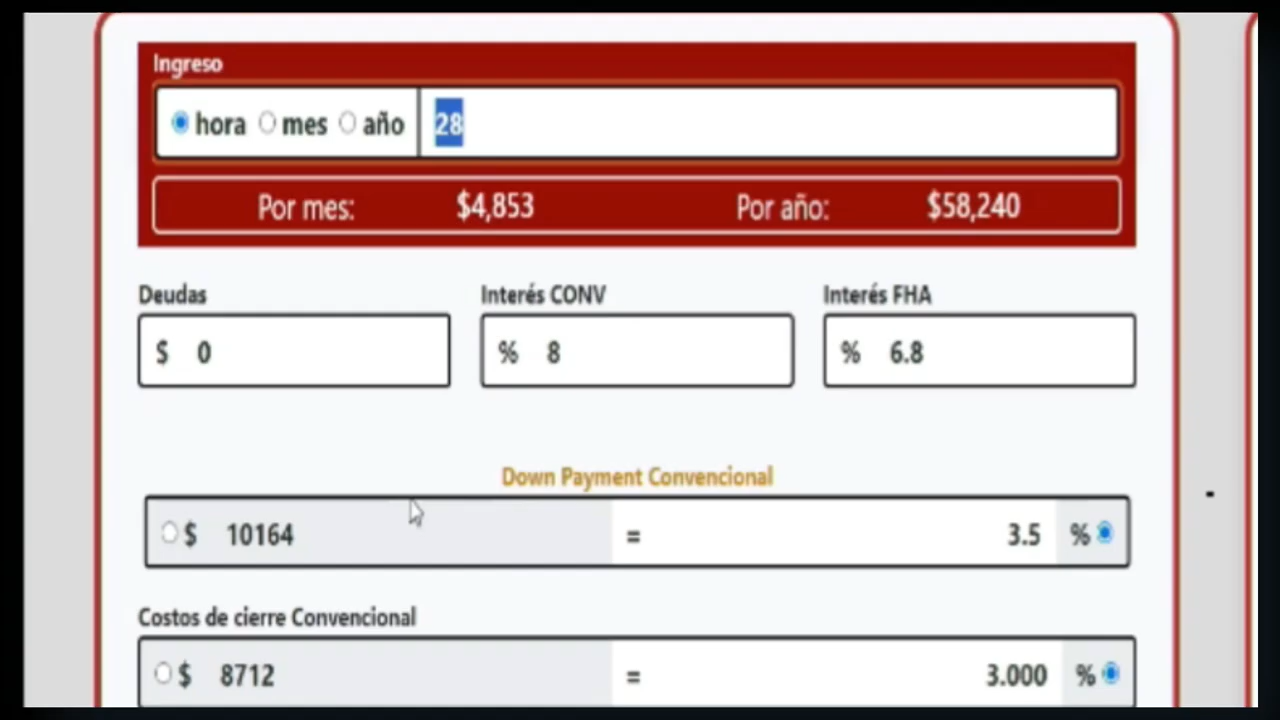 Ingreso
hora mes año 28
Por mes: $4,853 Por año: $58,240
Deudas Interés CONV Interés FHA
$ 0 % 8 % 6.8
Down Payment Convencional
$ 10164 = 3.5 %
Costos de cierre Convencional
$ 8712 = 3.000 %